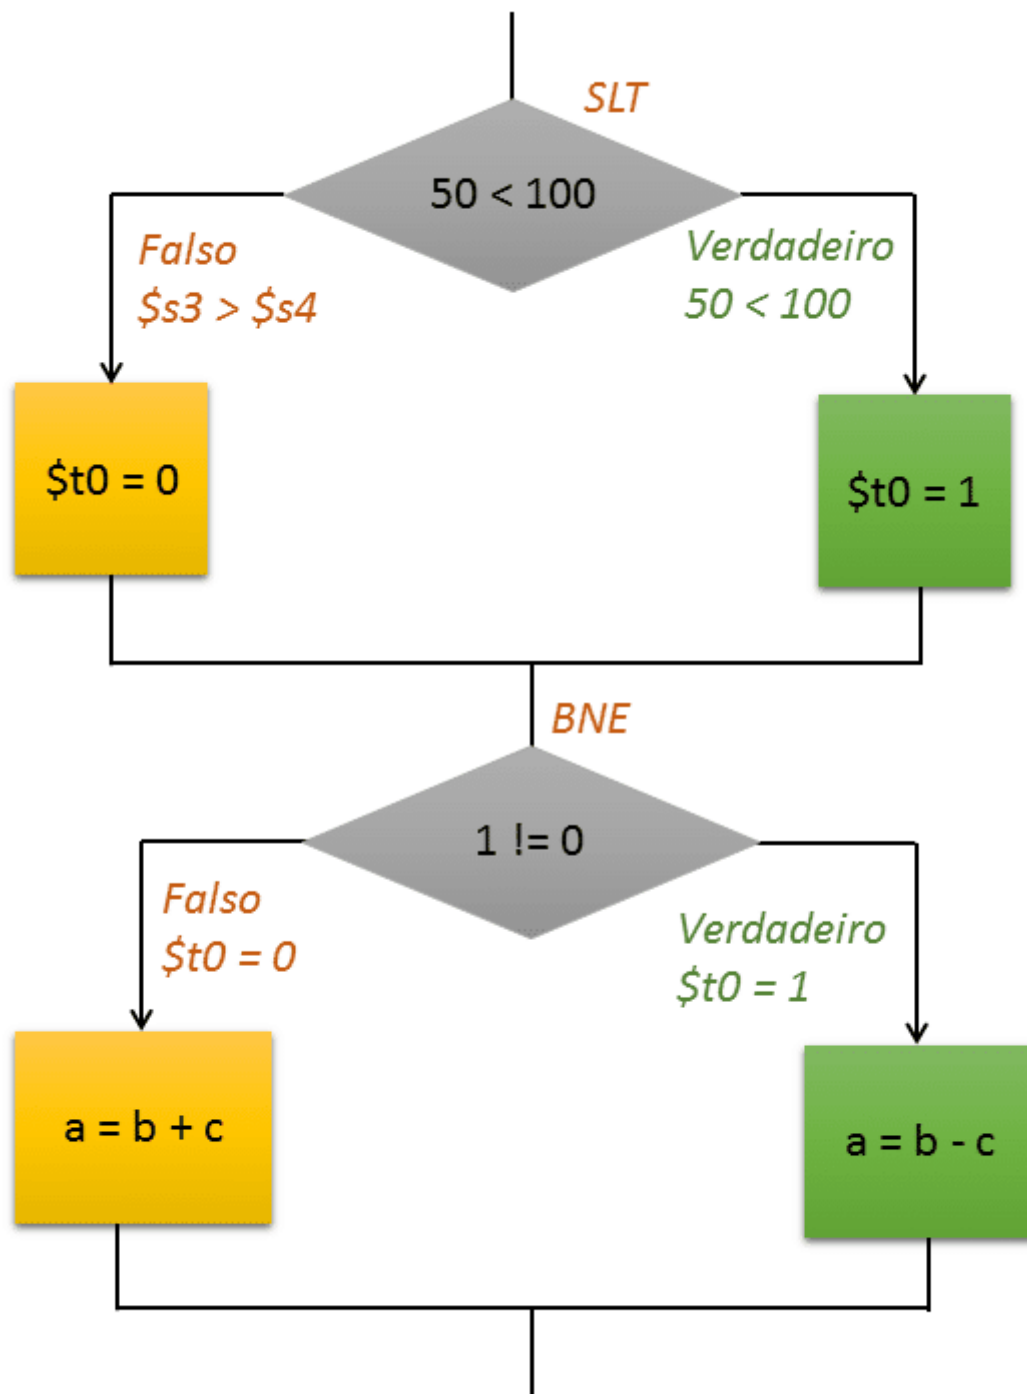 SLT
50 < 100
Falso
$s3 > $s4
Verdadeiro
50 < 100
$t0 = 0
$t0 = 1
BNE
1 != 0
Falso
$t0 = 0
Verdadeiro
$t0 = 1
a = b + c
a = b - c